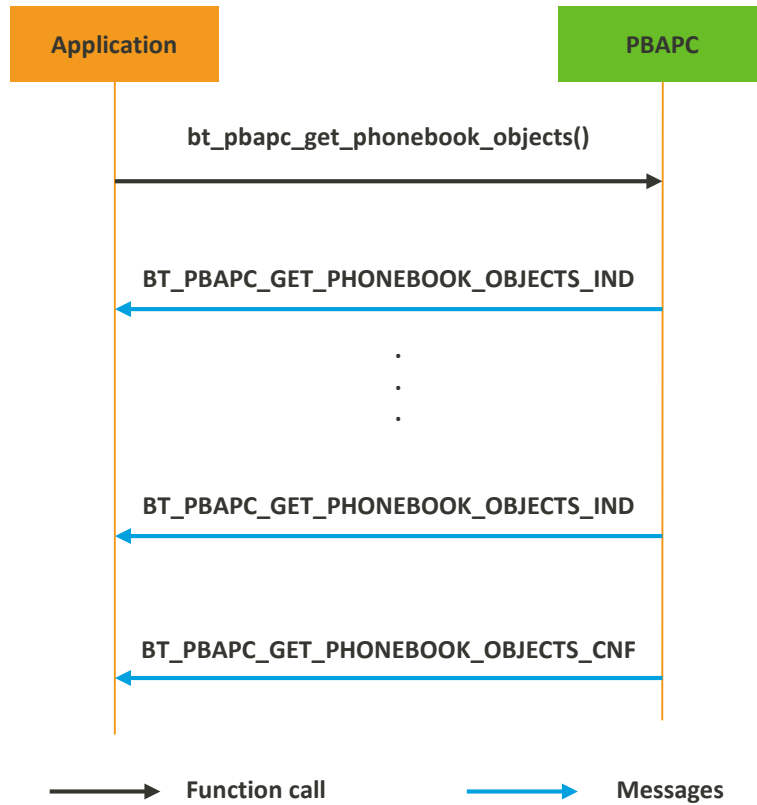 Application
PBAPC
bt_pbapc_get_phonebook_objects()
BT_PBAPC_GET_PHONEBOOK_OBJECTS_IND
.
.
.
BT_PBAPC_GET_PHONEBOOK_OBJECTS_IND
BT_PBAPC_GET_PHONEBOOK_OBJECTS_CNF
Function call
Messages